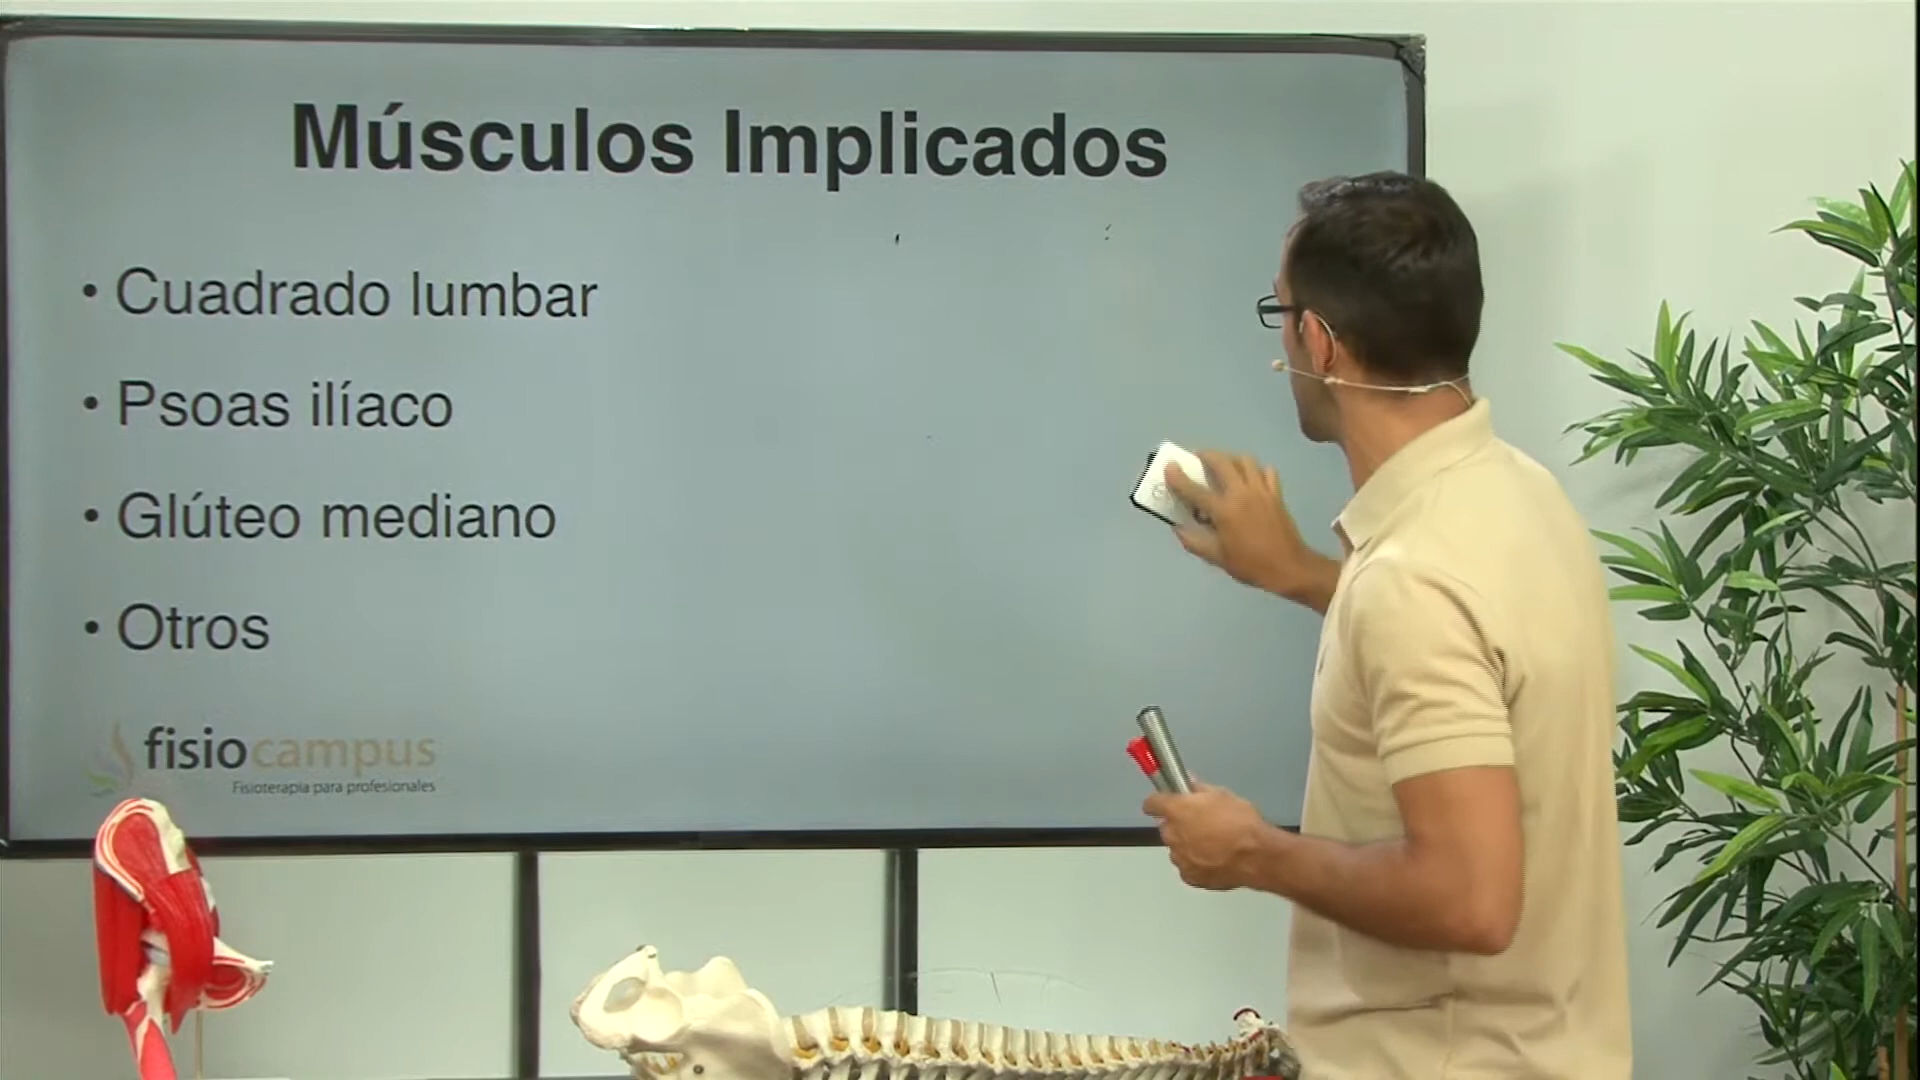 Músculos Implicados
• Cuadrado lumbar
• Psoas ilíaco
• Glúteo mediano
• Otros
fisiocampus
Fisioterapia para profesionales